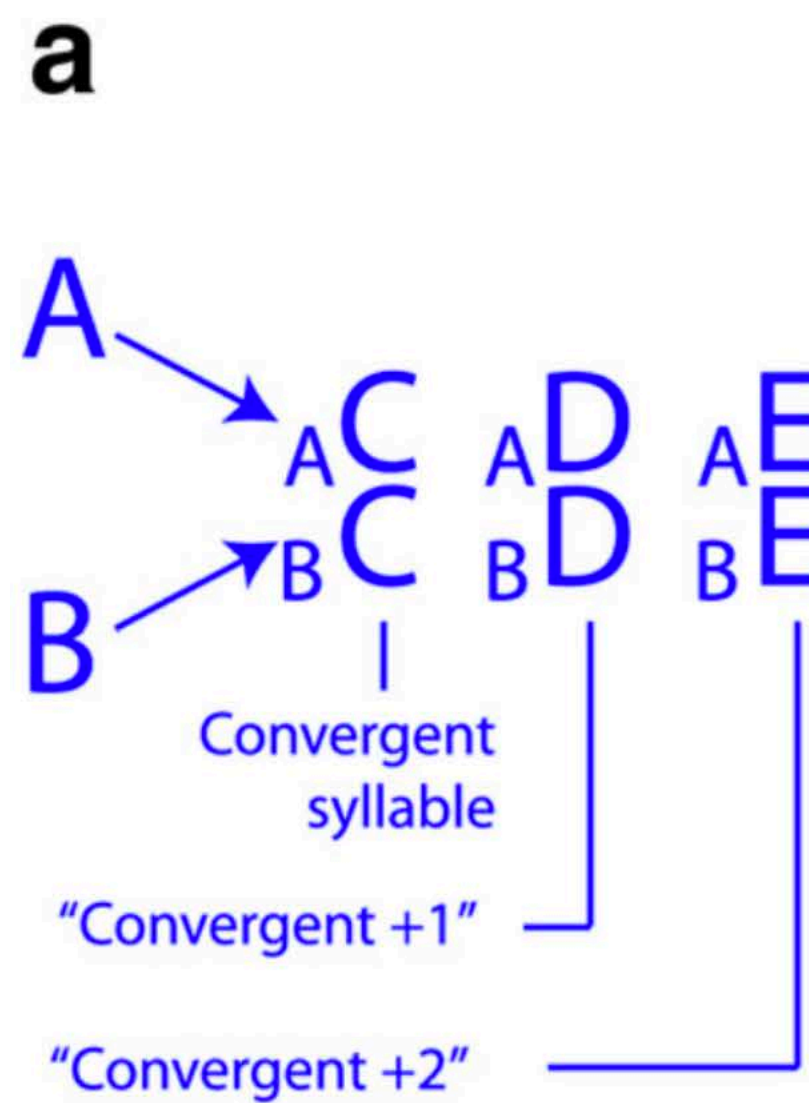 a
A
AC AD AE
BC BD BE
B
Convergent
syllable
“Convergent +1”
“Convergent +2”